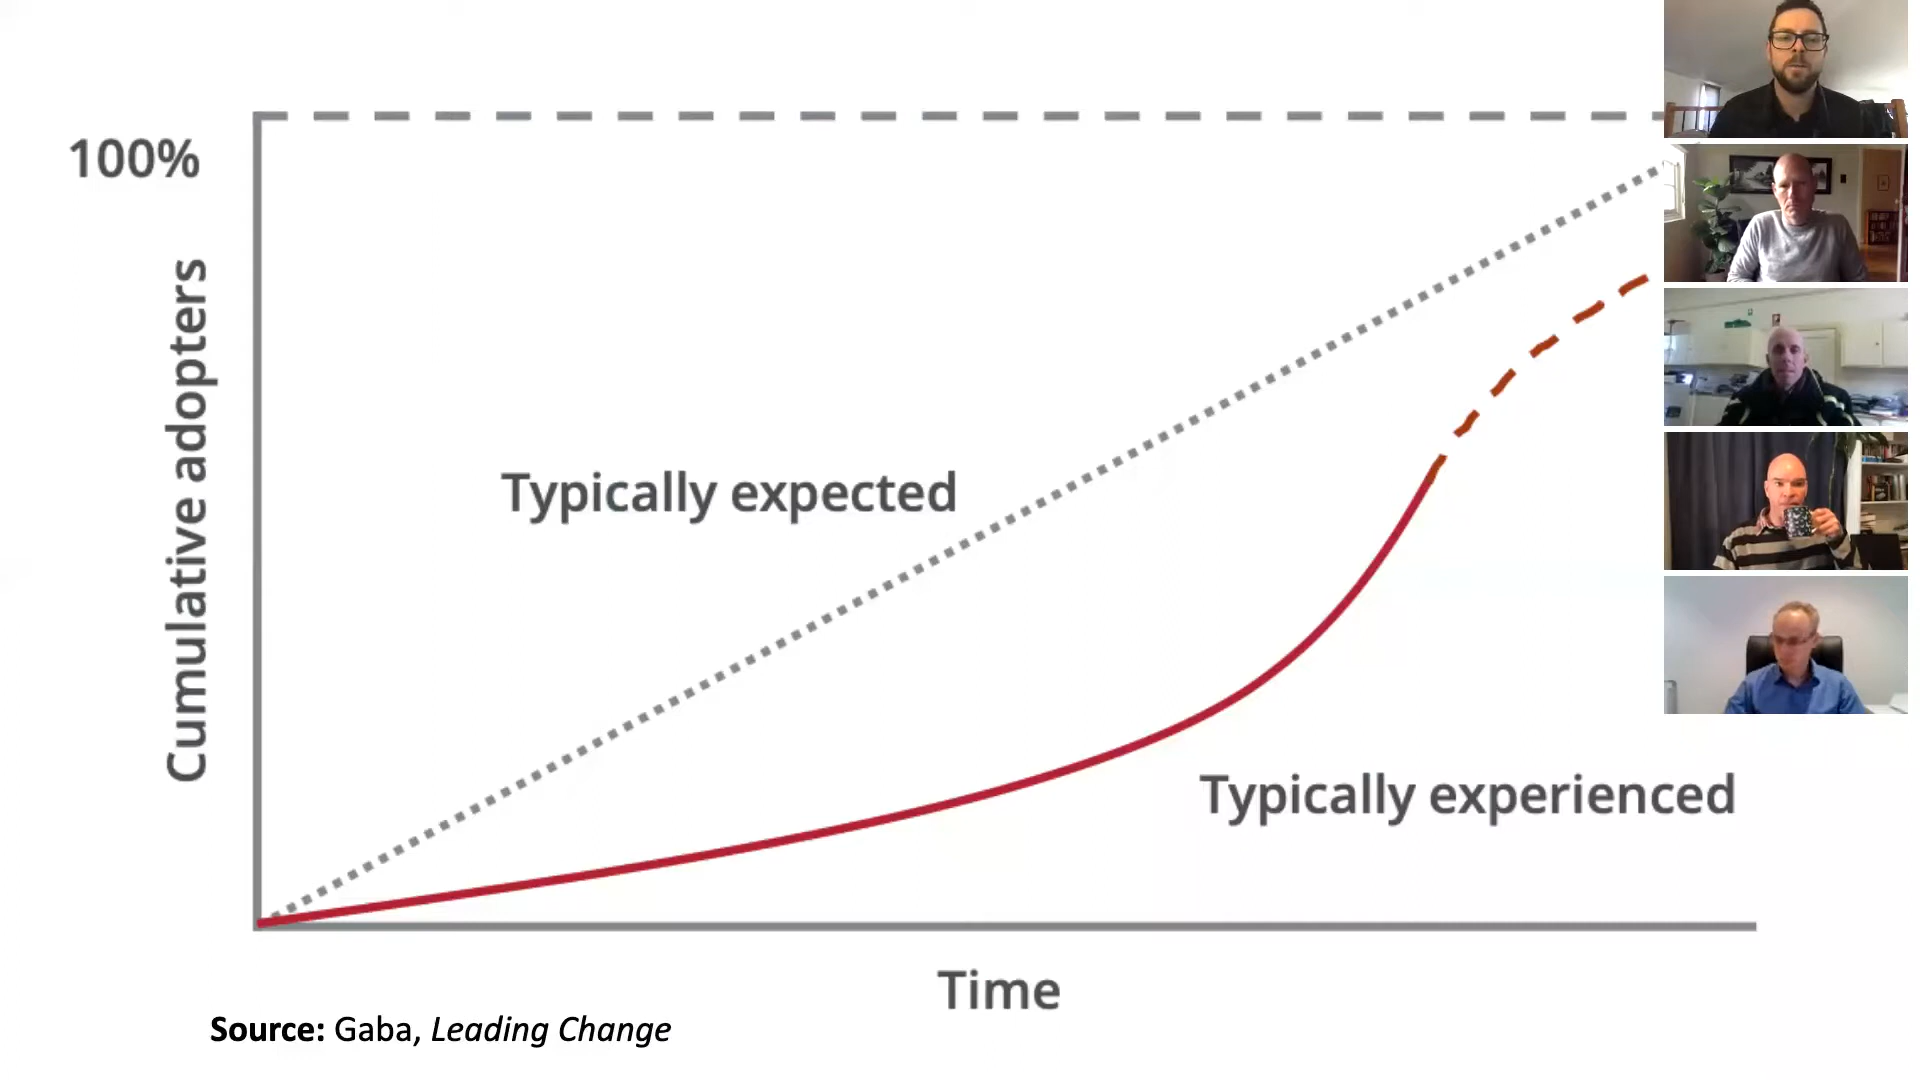 100%
Cumulative adopters
Typically expected
Typically experienced
Time
Source: Gaba, Leading Change